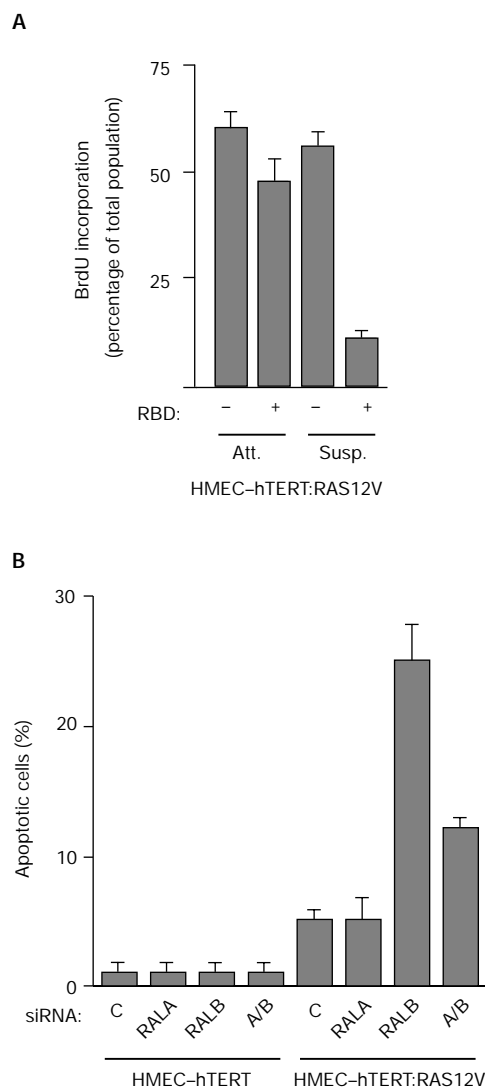 A
75
50
25
BrdU incorporation
(percentage of total population)
RBD: – + – +
Att. Susp.
HMEC–hTERT:RAS12V
B
30
20
10
0
Apoptotic cells (%)
siRNA: C RALA RALB A/B C RALA RALB A/B
HMEC–hTERT HMEC–hTERT:RAS12V